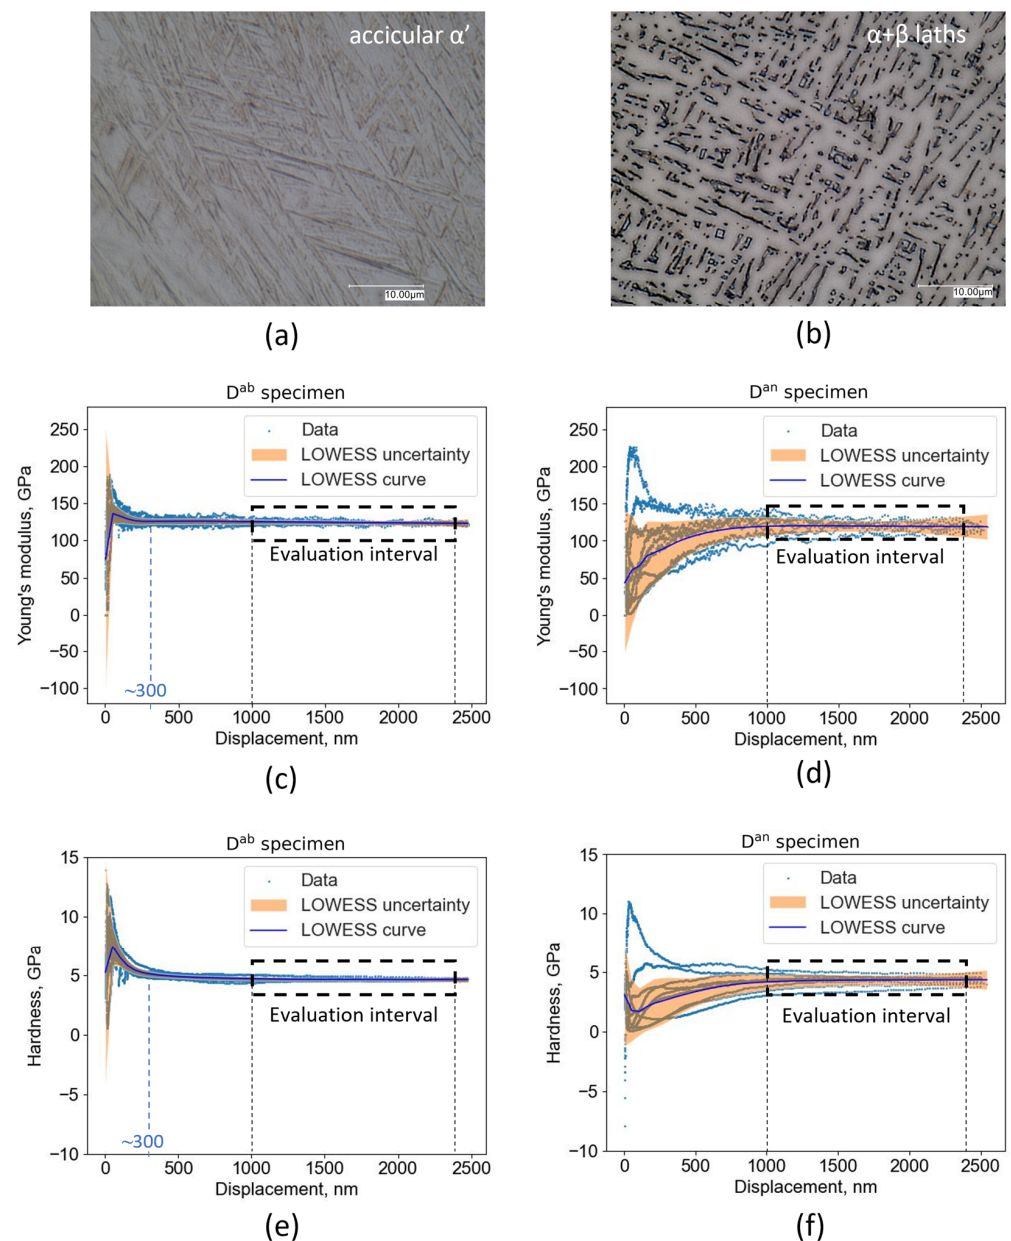 accicular α’
α+β laths
10.00μm
10.00μm
(a)
(b)
Dᵃᵇ specimen
Young's modulus, GPa
250
200
150
100
50
0
−50
−100
Data
LOWESS uncertainty
LOWESS curve
Evaluation interval
~300
0 500 1000 1500 2000 2500
Displacement, nm
(c)
Dᵃⁿ specimen
Young's modulus, GPa
250
200
150
100
50
0
−50
−100
Data
LOWESS uncertainty
LOWESS curve
Evaluation interval
0 500 1000 1500 2000 2500
Displacement, nm
(d)
Dᵃᵇ specimen
Hardness, GPa
15
10
5
0
−5
−10
Data
LOWESS uncertainty
LOWESS curve
Evaluation interval
~300
0 500 1000 1500 2000 2500
Displacement, nm
(e)
Dᵃⁿ specimen
Hardness, GPa
15
10
5
0
−5
−10
Data
LOWESS uncertainty
LOWESS curve
Evaluation interval
0 500 1000 1500 2000 2500
Displacement, nm
(f)